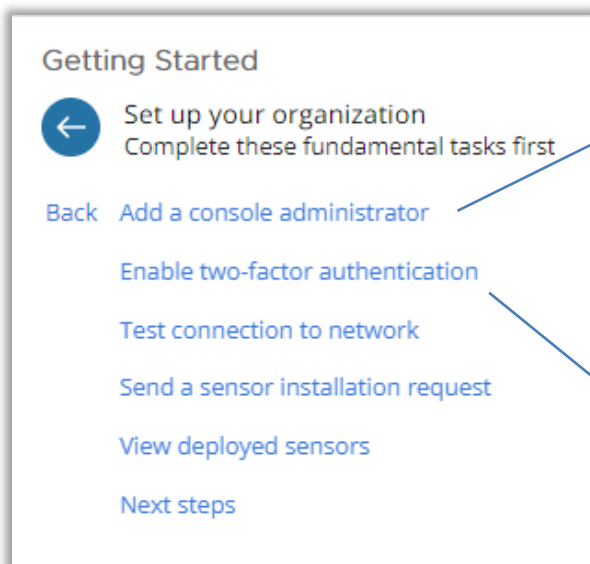 Getting Started
Set up your organization
Complete these fundamental tasks first
Back Add a console administrator
Enable two-factor authentication
Test connection to network
Send a sensor installation request
View deployed sensors
Next steps